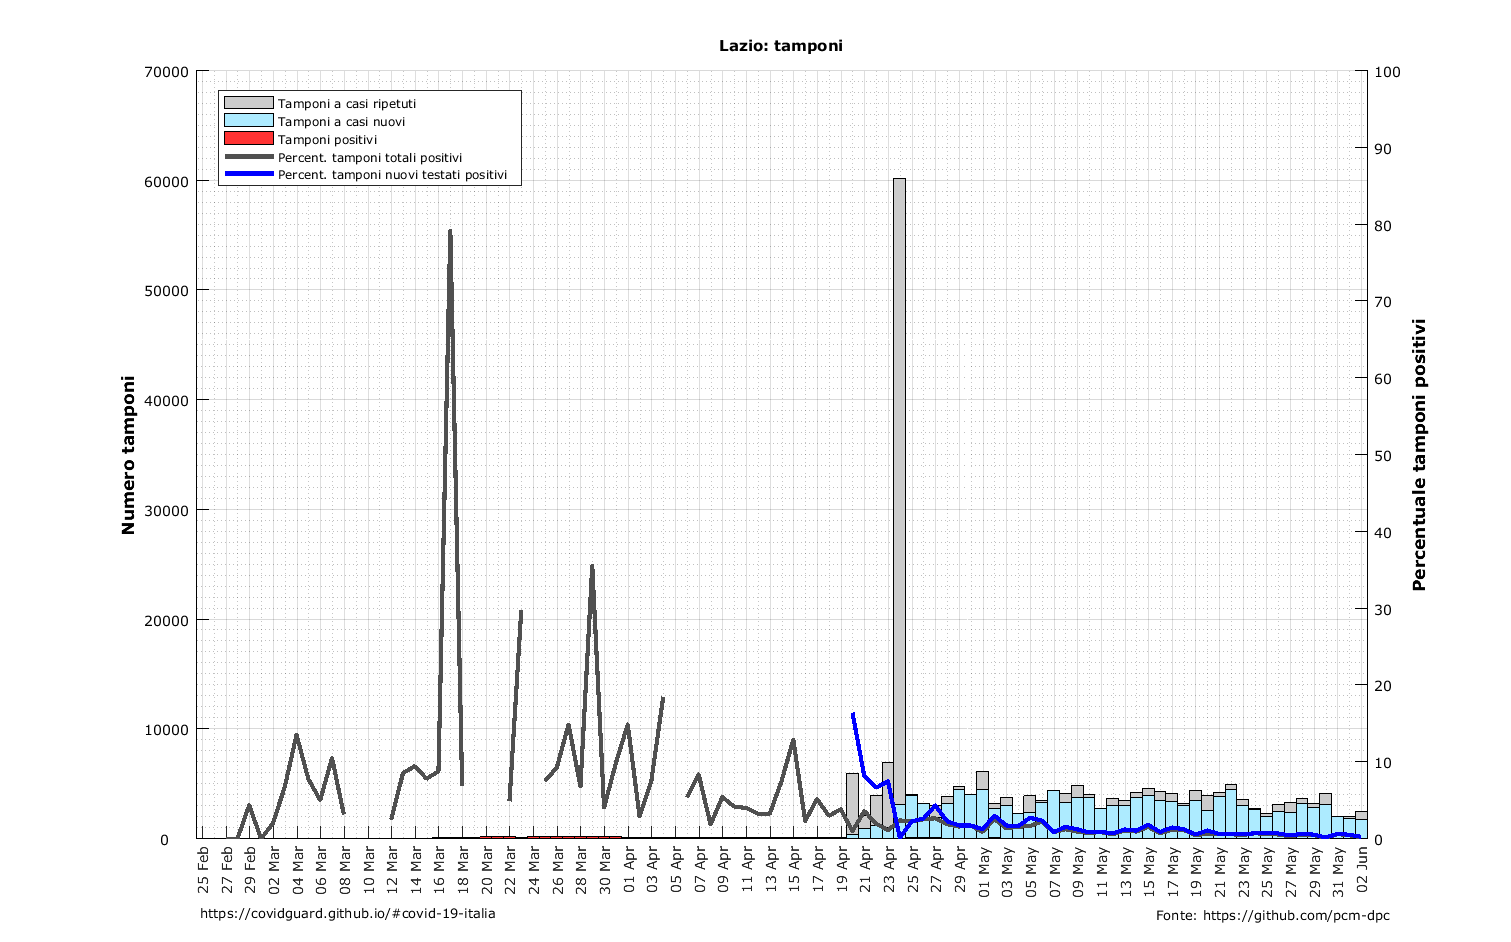 Lazio: tamponi
Tamponi a casi ripetuti
Tamponi a casi nuovi
Tamponi positivi
Percent. tamponi totali positivi
Percent. tamponi nuovi testati positivi
Numero tamponi
70000
60000
50000
40000
30000
20000
10000
0
Percentuale tamponi positivi
100
90
80
70
60
50
40
30
20
10
0
25 Feb
27 Feb
29 Feb
02 Mar
04 Mar
06 Mar
08 Mar
10 Mar
12 Mar
14 Mar
16 Mar
18 Mar
20 Mar
22 Mar
24 Mar
26 Mar
28 Mar
30 Mar
01 Apr
03 Apr
05 Apr
07 Apr
09 Apr
11 Apr
13 Apr
15 Apr
17 Apr
19 Apr
21 Apr
23 Apr
25 Apr
27 Apr
29 Apr
01 May
03 May
05 May
07 May
09 May
11 May
13 May
15 May
17 May
19 May
21 May
23 May
25 May
27 May
29 May
31 May
02 Jun
https://covidguard.github.io/#covid-19-italia
Fonte: https://github.com/pcm-dpc